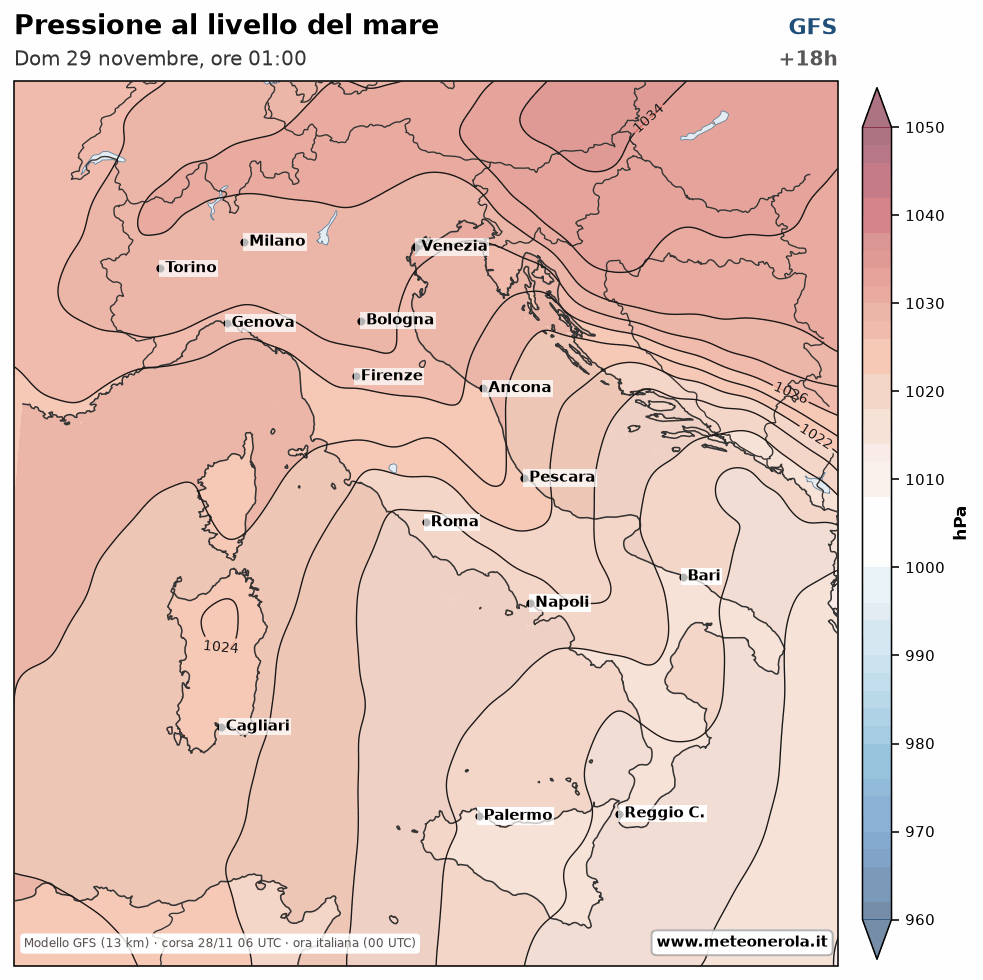 Pressione al livello del mare
GFS
Dom 29 novembre, ore 01:00
+18h
1034
Milano
Venezia
Torino
Genova
Bologna
Firenze
Ancona
1026
1022
Pescara
Roma
Bari
Napoli
1024
Cagliari
Palermo
Reggio C.
Modello GFS (13 km) · corsa 28/11 06 UTC · ora italiana (00 UTC)
www.meteonerola.it
1050
1040
1030
1020
1010
1000
990
980
970
960
hPa